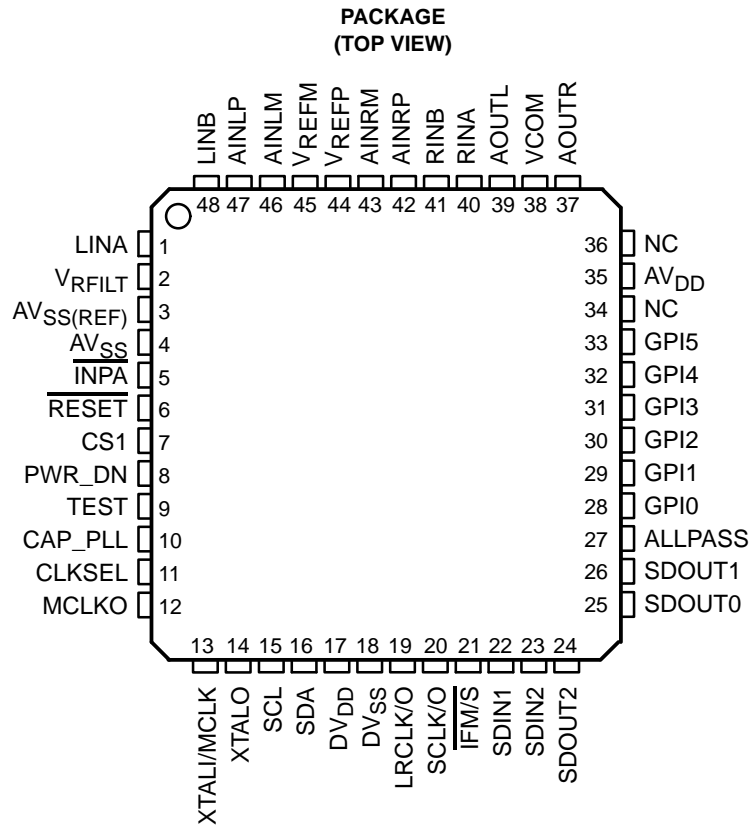 PACKAGE
(TOP VIEW)
LINB
AINLP
AINLM
VREFM
VREFP
AINRM
AINRP
RINB
RINA
AOUTL
VCOM
AOUTR
48 47 46 45 44 43 42 41 40 39 38 37
LINA 1
VRFILT 2
AVSS(REF) 3
AVSS 4
INPA 5
RESET 6
CS1 7
PWR_DN 8
TEST 9
CAP_PLL 10
CLKSEL 11
MCLKO 12
36 NC
35 AVDD
34 NC
33 GPI5
32 GPI4
31 GPI3
30 GPI2
29 GPI1
28 GPI0
27 ALLPASS
26 SDOUT1
25 SDOUT0
13 14 15 16 17 18 19 20 21 22 23 24
XTALI/MCLK
XTALO
SCL
SDA
DVDD
DVSS
LRCLK/O
SCLK/O
IFM/S
SDIN1
SDIN2
SDOUT2